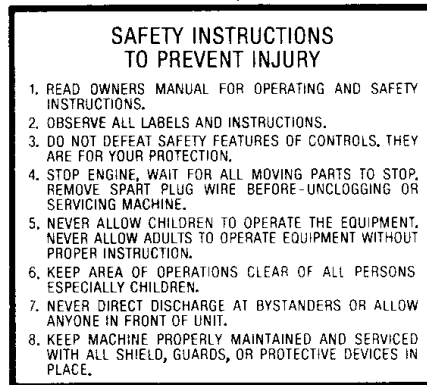 SAFETY INSTRUCTIONS
TO PREVENT INJURY
1. READ OWNERS MANUAL FOR OPERATING AND SAFETY
INSTRUCTIONS.
2. OBSERVE ALL LABELS AND INSTRUCTIONS.
3. DO NOT DEFEAT SAFETY FEATURES OF CONTROLS. THEY
ARE FOR YOUR PROTECTION.
4. STOP ENGINE, WAIT FOR ALL MOVING PARTS TO STOP.
REMOVE SPART PLUG WIRE BEFORE-UNCLOGGING OR
SERVICING MACHINE.
5. NEVER ALLOW CHILDREN TO OPERATE THE EQUIPMENT.
NEVER ALLOW ADULTS TO OPERATE EQUIPMENT WITHOUT
PROPER INSTRUCTION.
6. KEEP AREA OF OPERATIONS CLEAR OF ALL PERSONS
ESPECIALLY CHILDREN.
7. NEVER DIRECT DISCHARGE AT BYSTANDERS OR ALLOW
ANYONE IN FRONT OF UNIT.
8. KEEP MACHINE PROPERLY MAINTAINED AND SERVICED
WITH ALL SHIELD, GUARDS, OR PROTECTIVE DEVICES IN
PLACE.